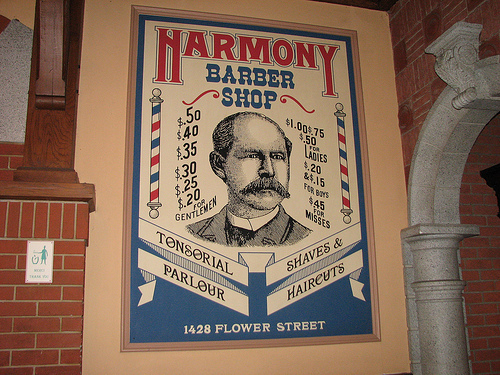 HARMONY
BARBER
SHOP
$.50
$.40
$.35
$.30
$.25
$.20
FOR
GENTLEMEN
$1.00 $.75
$.50
FOR
LADIES
$.20
& $.15
FOR BOYS
$.45
FOR
MISSES
TONSORIAL
PARLOUR
SHAVES &
HAIRCUTS
1428 FLOWER STREET